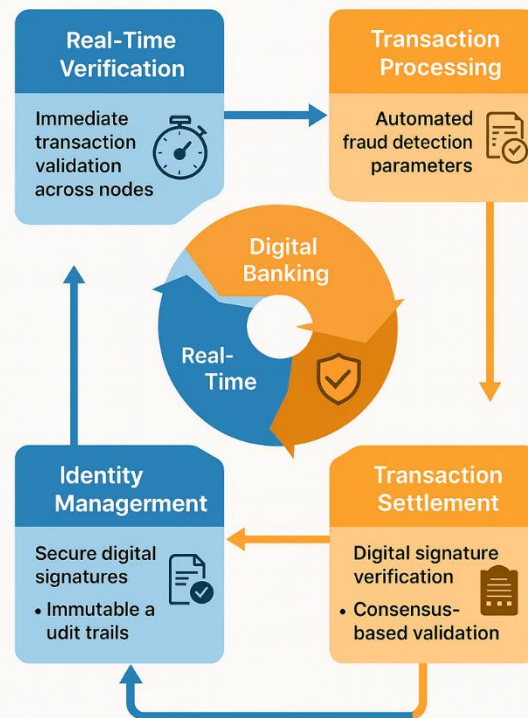 Real-Time
Verification
Immediate
transaction
validation
across nodes
Transaction
Processing
Automated
fraud detection
parameters
Digital
Banking
Real-
Time
Identity
Managerment
Secure digital
signatures
• Immutable a
udit trails
Transaction
Settlement
Digital signature
verification
• Consensus-
based validation